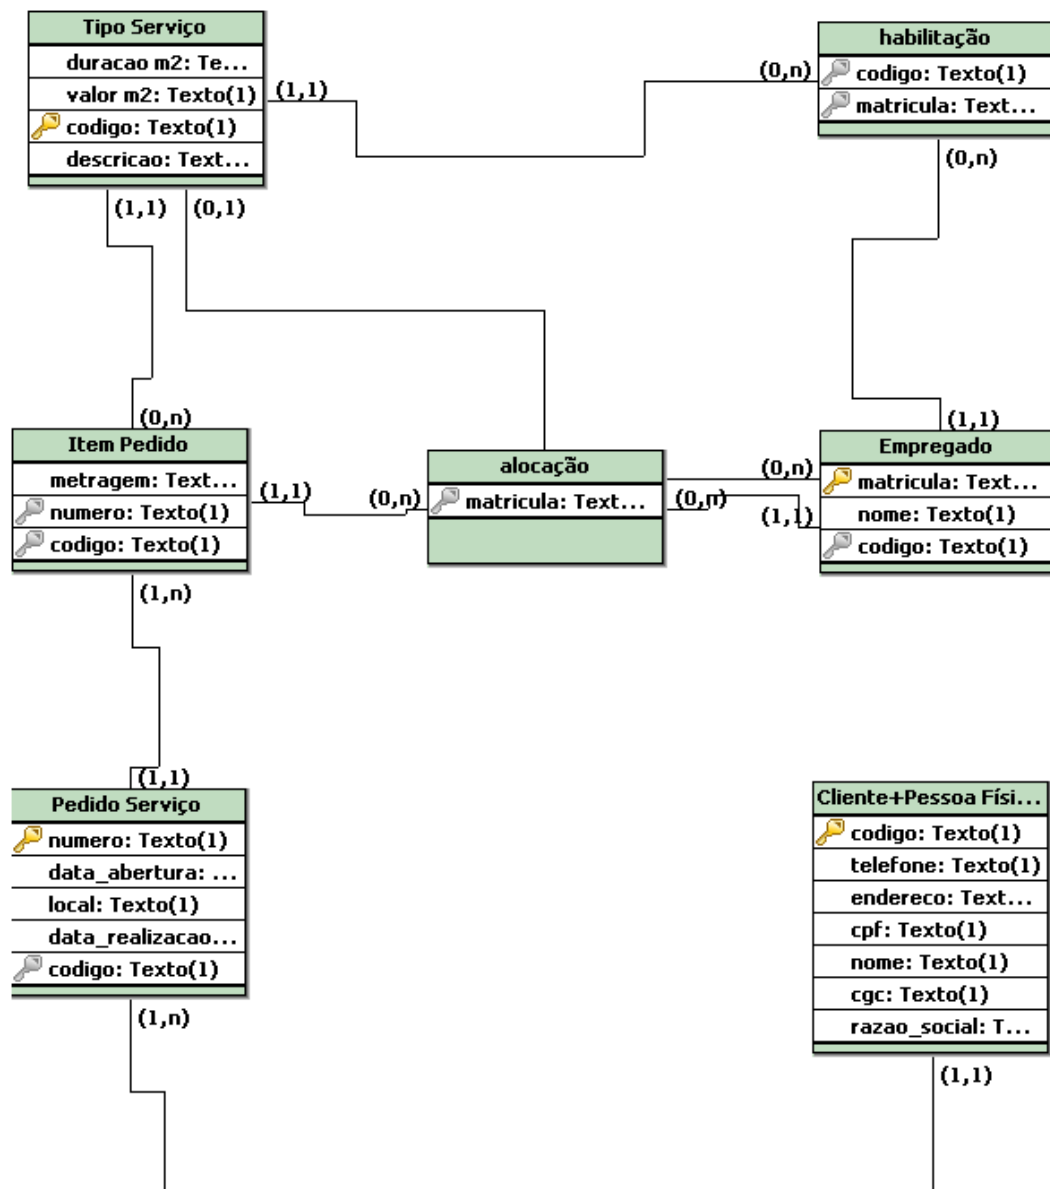 Tipo Serviço
duracao m2: Te...
valor m2: Texto(1)
codigo: Texto(1)
descricao: Text...
(1,1)
(0,n)
habilitação
codigo: Texto(1)
matricula: Text...
(0,n)
(1,1)
(0,1)
(0,n)
(1,1)
Item Pedido
metragem: Text...
numero: Texto(1)
codigo: Texto(1)
(1,1)
(0,n)
alocação
matricula: Text...
(0,n)
(0,n)
(1,1)
Empregado
matricula: Text...
nome: Texto(1)
codigo: Texto(1)
(1,n)
(1,1)
Pedido Serviço
numero: Texto(1)
data_abertura: ...
local: Texto(1)
data_realizacao...
codigo: Texto(1)
(1,n)
Cliente+Pessoa Físi...
codigo: Texto(1)
telefone: Texto(1)
endereco: Text...
cpf: Texto(1)
nome: Texto(1)
cgc: Texto(1)
razao_social: T...
(1,1)